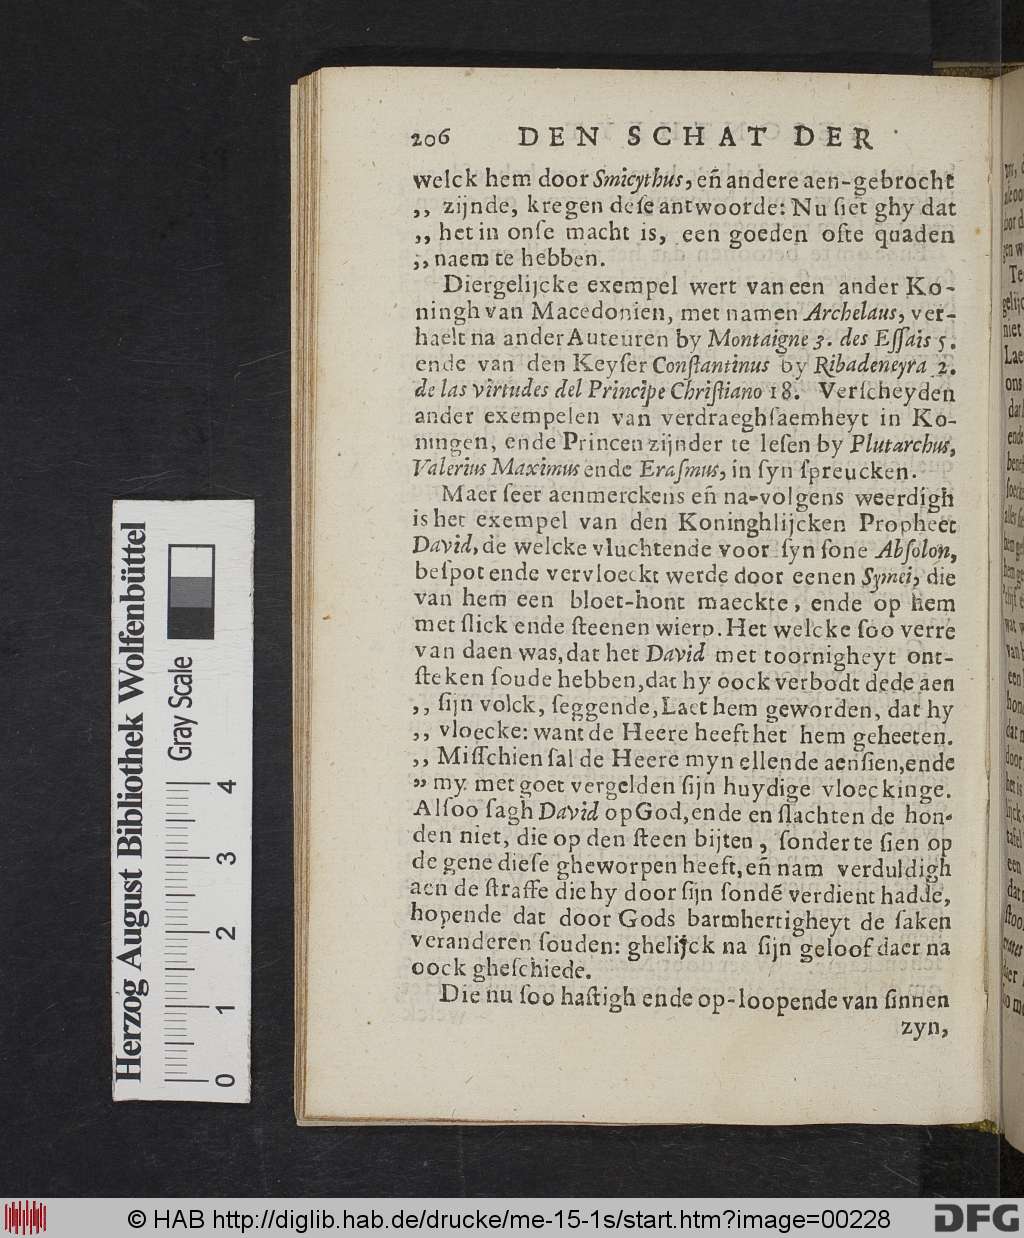 206 DEN SCHAT DER
welck hem door Smicythus, eñ andere aen-gebrocht
,, zijnde, kregen deſe antwoorde: Nu ſiet ghy dat
,, het in onſe macht is, een goeden ofte quaden
,, naem te hebben.
Diergelijcke exempel wert van een ander Ko-
ningh van Macedonien, met namen Archelaus, ver-
haelt na ander Auteuren by Montaigne 3. des Eſſais 5.
ende van den Keyſer Conſtantinus by Ribadeneyra 2.
de las virtudes del Principe Chriſtiano 18. Verſcheyden
ander exempelen van verdraeghſaemheyt in Ko-
ningen, ende Princen zijnder te leſen by Plutarchus,
Valerius Maximus ende Eraſmus, in ſyn ſpreucken.
Maer ſeer aenmerckens eñ na-volgens weerdigh
is het exempel van den Koninghlijcken Propheet
David, de welcke vluchtende voor ſyn ſone Abſolon,
beſpot ende vervloeckt werde door eenen Symei, die
van hem een bloet-hont maeckte, ende op hem
met ſlick ende ſteenen wierp. Het welcke ſoo verre
van daen was, dat het David met toornigheyt ont-
ſteken ſoude hebben, dat hy oock verbodt dede aen
,, ſijn volck, ſeggende, Laet hem geworden, dat hy
,, vloecke: want de Heere heeft het hem geheeten.
,, Miſſchien ſal de Heere myn ellende aenſien, ende
,, my met goet vergelden ſijn huydige vloeckinge.
Alſoo ſagh David op God, ende en ſlachten de hon-
den niet, die op den ſteen bijten, ſonder te ſien op
de gene dieſe gheworpen heeft, eñ nam verduldigh
aen de ſtraffe die hy door ſijn ſondẽ verdient hadde,
hopende dat door Gods barmhertigheyt de ſaken
veranderen ſouden: ghelijck na ſijn geloof daer na
oock gheſchiede.
Die nu ſoo haſtigh ende op-loopende van ſinnen
zyn,
Herzog August Bibliothek Wolfenbüttel
Gray Scale
0 1 2 3 4
© HAB http://diglib.hab.de/drucke/me-15-1s/start.htm?image=00228
DFG